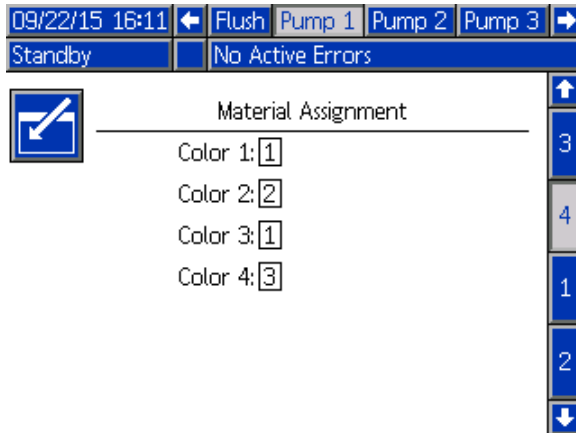 09/22/15 16:11 Flush Pump 1 Pump 2 Pump 3
Standby No Active Errors
Material Assignment
Color 1: 1
Color 2: 2
Color 3: 1
Color 4: 3
3
4
1
2